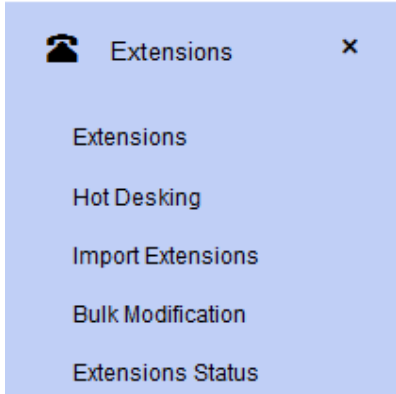 Extensions ×
Extensions
Hot Desking
Import Extensions
Bulk Modification
Extensions Status